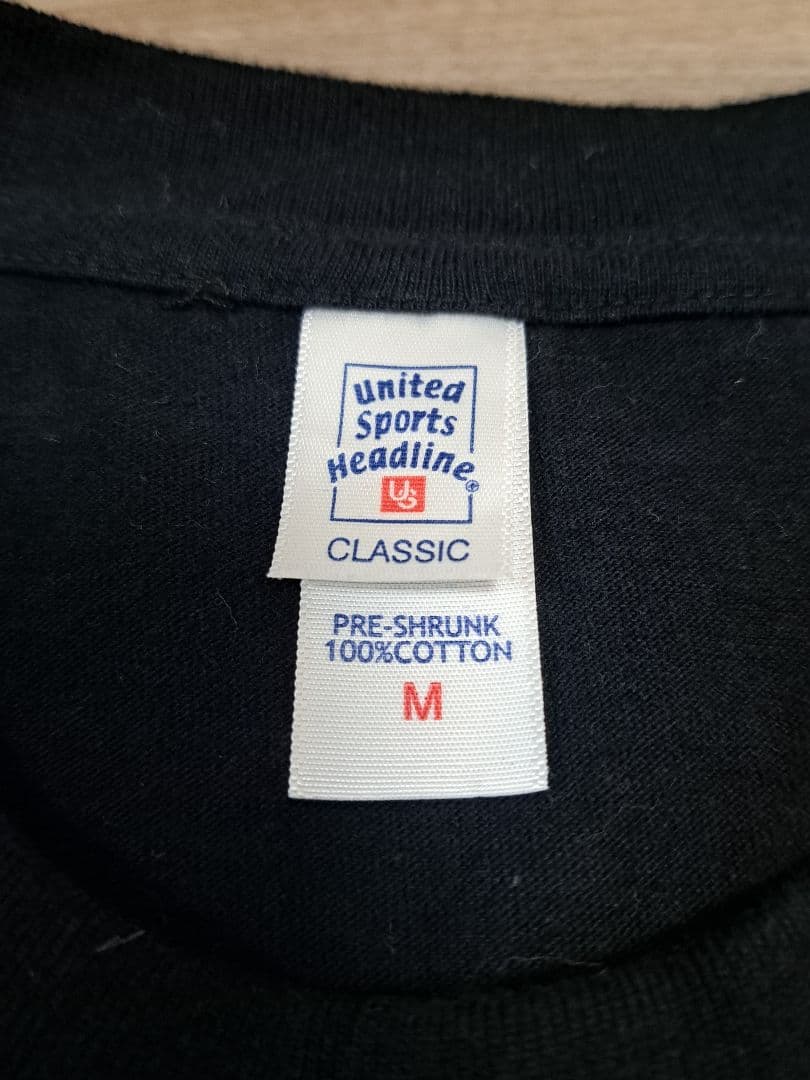 United
Sports
Headline®
US
CLASSIC
PRE-SHRUNK
100%COTTON
M